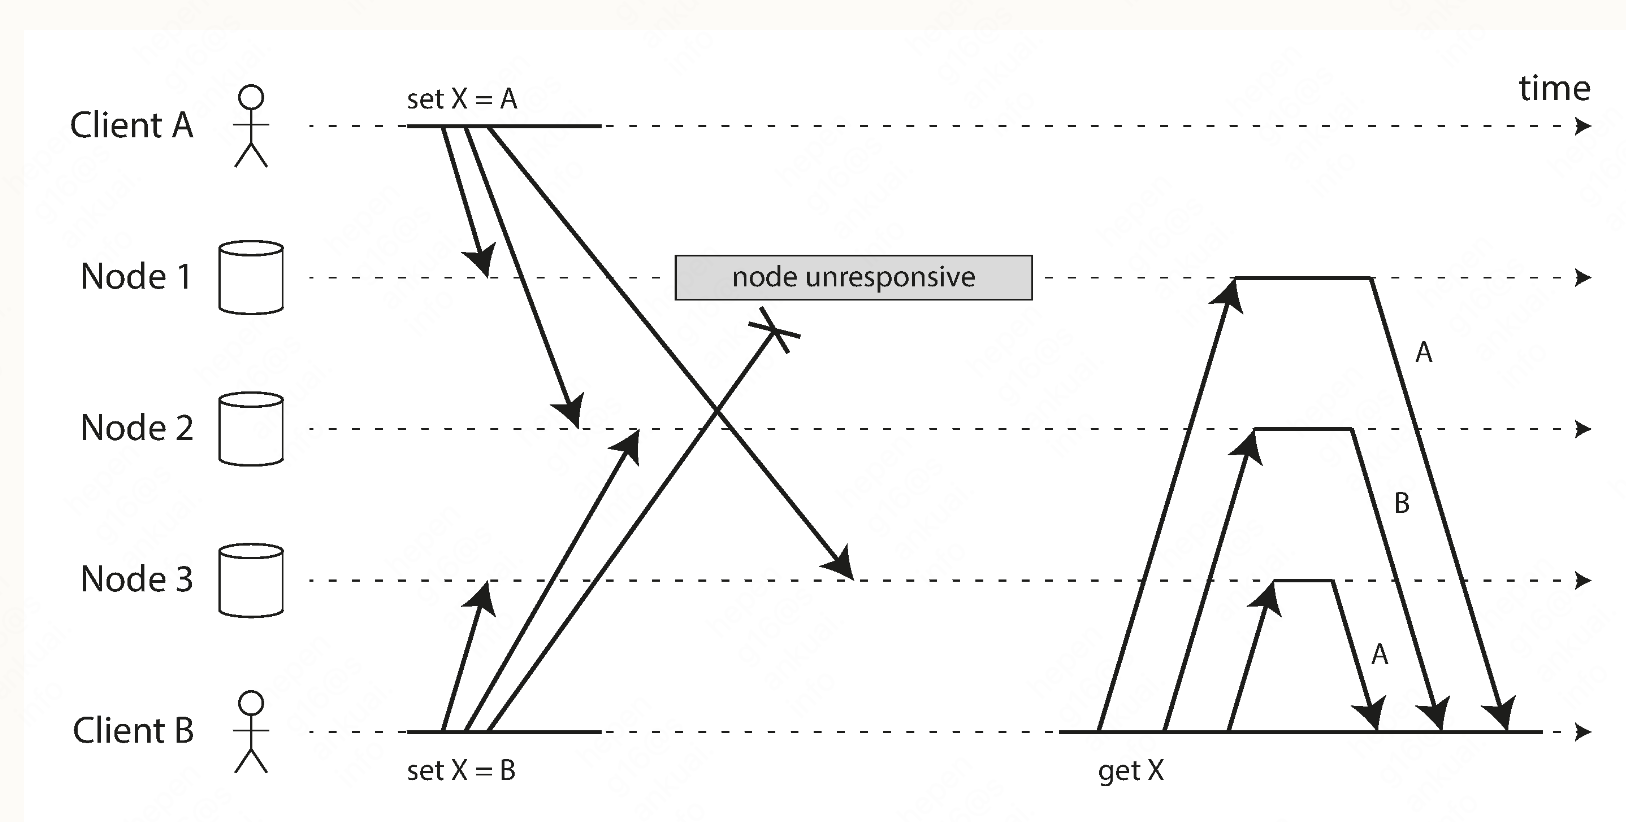 time
set X = A
Client A
Node 1
node unresponsive
A
Node 2
B
Node 3
A
Client B
set X = B
get X